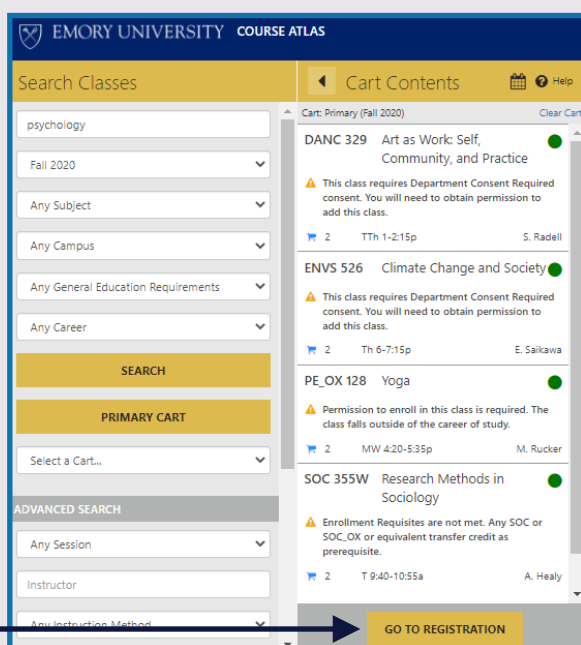 EMORY UNIVERSITY COURSE ATLAS
Search Classes
psychology
Fall 2020
Any Subject
Any Campus
Any General Education Requirements
Any Career
SEARCH
PRIMARY CART
Select a Cart...
ADVANCED SEARCH
Any Session
Instructor
Any Instruction Method
Cart Contents Help
Cart: Primary (Fall 2020) Clear Cart
DANC 329 Art as Work: Self,
Community, and Practice
This class requires Department Consent Required
consent. You will need to obtain permission to
add this class.
2 TTh 1-2:15p S. Radell
ENVS 526 Climate Change and Society
This class requires Department Consent Required
consent. You will need to obtain permission to
add this class.
2 Th 6-7:15p E. Saikawa
PE_OX 128 Yoga
Permission to enroll in this class is required. The
class falls outside of the career of study.
2 MW 4:20-5:35p M. Rucker
SOC 355W Research Methods in
Sociology
Enrollment Requisites are not met. Any SOC or
SOC_OX or equivalent transfer credit as
prerequisite.
2 T 9:40-10:55a A. Healy
GO TO REGISTRATION